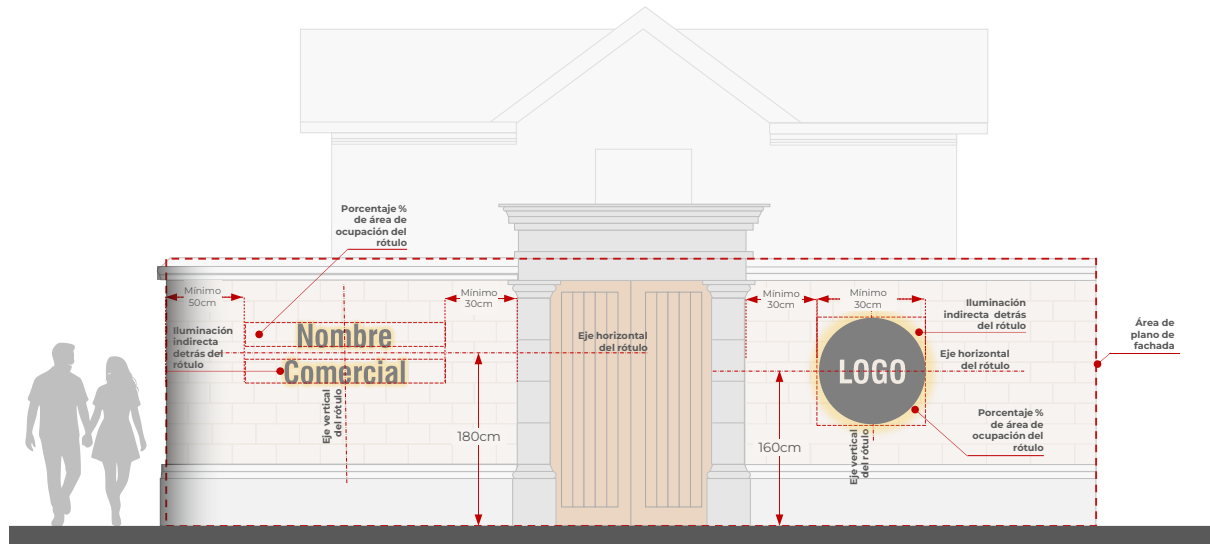 Porcentaje %
de área de
ocupación del
rótulo
Mínimo
50cm
Mínimo
30cm
Mínimo
30cm
Mínimo
30cm
Iluminación
indirecta
detrás del
rótulo
Nombre
Comercial
Eje horizontal
del rótulo
Eje vertical
del rótulo
180cm
Iluminación
indirecta detrás
del rótulo
Eje horizontal
del rótulo
LOGO
Área de
plano de
fachada
Porcentaje %
de área de
ocupación del
rótulo
160cm
Eje vertical
del rótulo